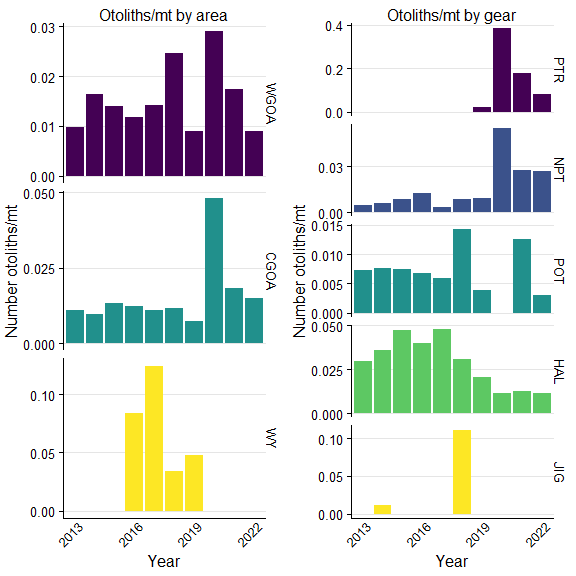 Otoliths/mt by area
Number otoliths/mt
0.03
0.02
0.01
0.00
WGOA
0.050
0.025
0.000
CGOA
0.10
0.05
0.00
WY
2013
2016
2019
2022
Year
Otoliths/mt by gear
Number otoliths/mt
0.4
0.2
0.0
PTR
0.03
0.00
NPT
0.015
0.010
0.005
0.000
POT
0.050
0.025
0.000
HAL
0.10
0.05
0.00
JIG
2013
2016
2019
2022
Year